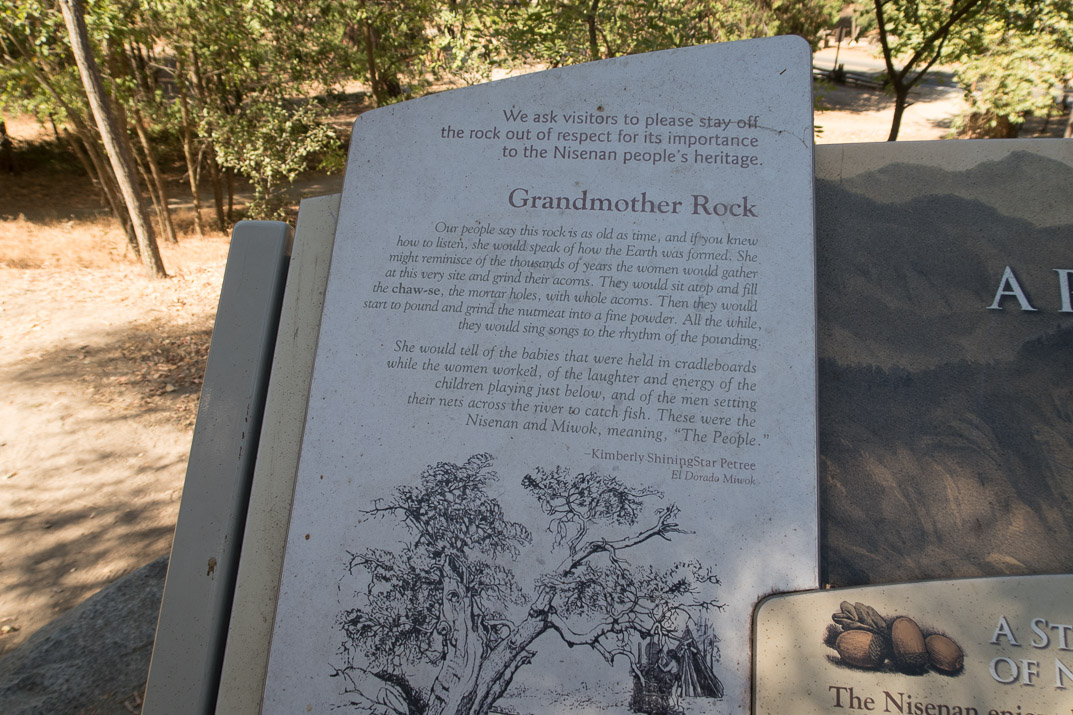 We ask visitors to please stay off
the rock out of respect for its importance
to the Nisenan people's heritage.
Grandmother Rock
Our people say this rock is as old as time, and if you knew
how to listen, she would speak of how the Earth was formed. She
might reminisce of the thousands of years the women would gather
at this very site and grind their acorns. They would sit atop and fill
the chaw-se, the mortar holes, with whole acorns. Then they would
start to pound and grind the nutmeat into a fine powder. All the while,
they would sing songs to the rhythm of the pounding.
She would tell of the babies that were held in cradleboards
while the women worked, of the laughter and energy of the
children playing just below, and of the men setting
their nets across the river to catch fish. These were the
Nisenan and Miwok, meaning, "The People."
–Kimberly ShiningStar Petree
El Dorado Miwok
A
A ST
OF N
The Nisenan